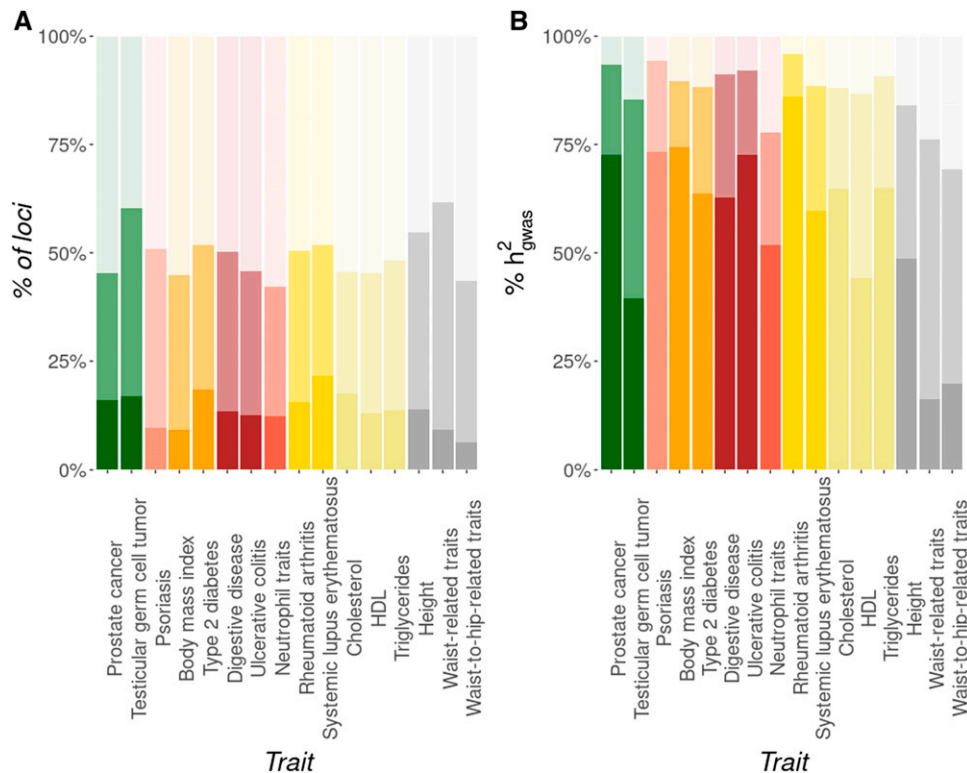 A
% of loci
100%
75%
50%
25%
0%
Prostate cancer
Testicular germ cell tumor
Psoriasis
Body mass index
Type 2 diabetes
Digestive disease
Ulcerative colitis
Neutrophil traits
Rheumatoid arthritis
Systemic lupus erythematosus
Cholesterol
HDL
Triglycerides
Height
Waist-related traits
Waist-to-hip-related traits
Trait
B
% h²gwas
100%
75%
50%
25%
0%
Prostate cancer
Testicular germ cell tumor
Psoriasis
Body mass index
Type 2 diabetes
Digestive disease
Ulcerative colitis
Neutrophil traits
Rheumatoid arthritis
Systemic lupus erythematosus
Cholesterol
HDL
Triglycerides
Height
Waist-related traits
Waist-to-hip-related traits
Trait